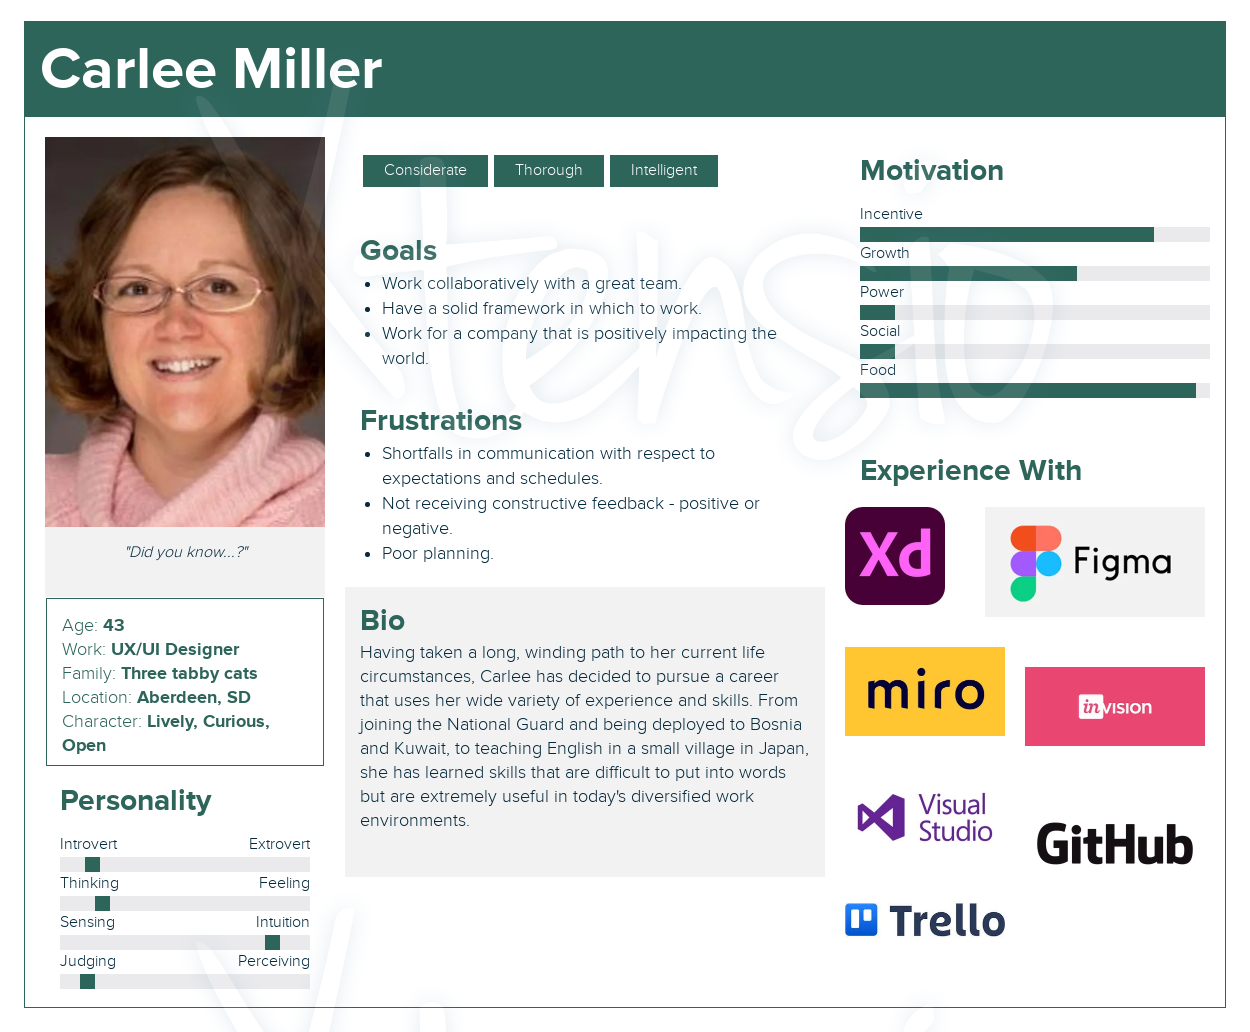 Carlee Miller
"Did you know...?"
Age: 43
Work: UX/UI Designer
Family: Three tabby cats
Location: Aberdeen, SD
Character: Lively, Curious,
Open
Personality
Introvert Extrovert
Thinking Feeling
Sensing Intuition
Judging Perceiving
Considerate Thorough Intelligent
Goals
• Work collaboratively with a great team.
• Have a solid framework in which to work.
• Work for a company that is positively impacting the
world.
Frustrations
• Shortfalls in communication with respect to
expectations and schedules.
• Not receiving constructive feedback - positive or
negative.
• Poor planning.
Bio
Having taken a long, winding path to her current life
circumstances, Carlee has decided to pursue a career
that uses her wide variety of experience and skills. From
joining the National Guard and being deployed to Bosnia
and Kuwait, to teaching English in a small village in Japan,
she has learned skills that are difficult to put into words
but are extremely useful in today's diversified work
environments.
Motivation
Incentive
Growth
Power
Social
Food
Experience With
Xd
Figma
miro
invision
Visual
Studio
GitHub
Trello
Xtensio